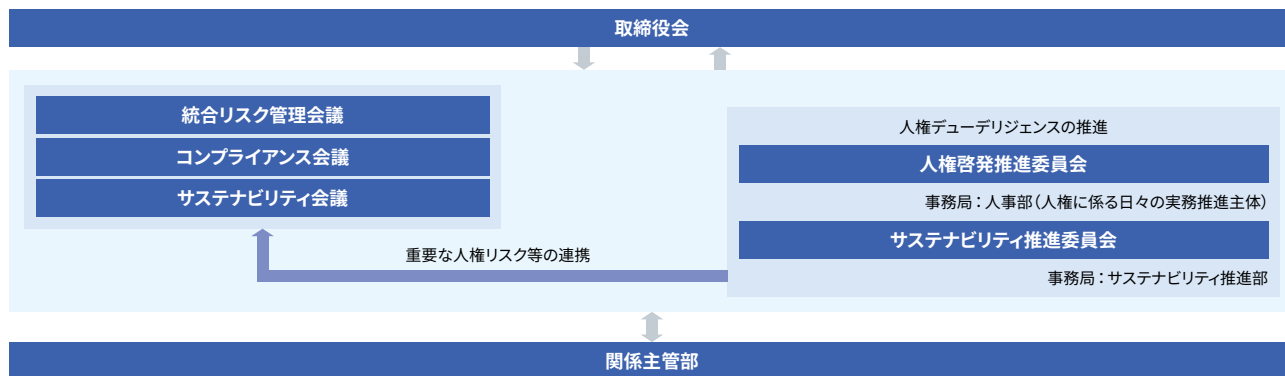 取締役会
統合リスク管理会議
コンプライアンス会議
サステナビリティ会議
人権デューデリジェンスの推進
人権啓発推進委員会
事務局：人事部（人権に係る日々の実務推進主体）
サステナビリティ推進委員会
事務局：サステナビリティ推進部
重要な人権リスク等の連携
関係主管部